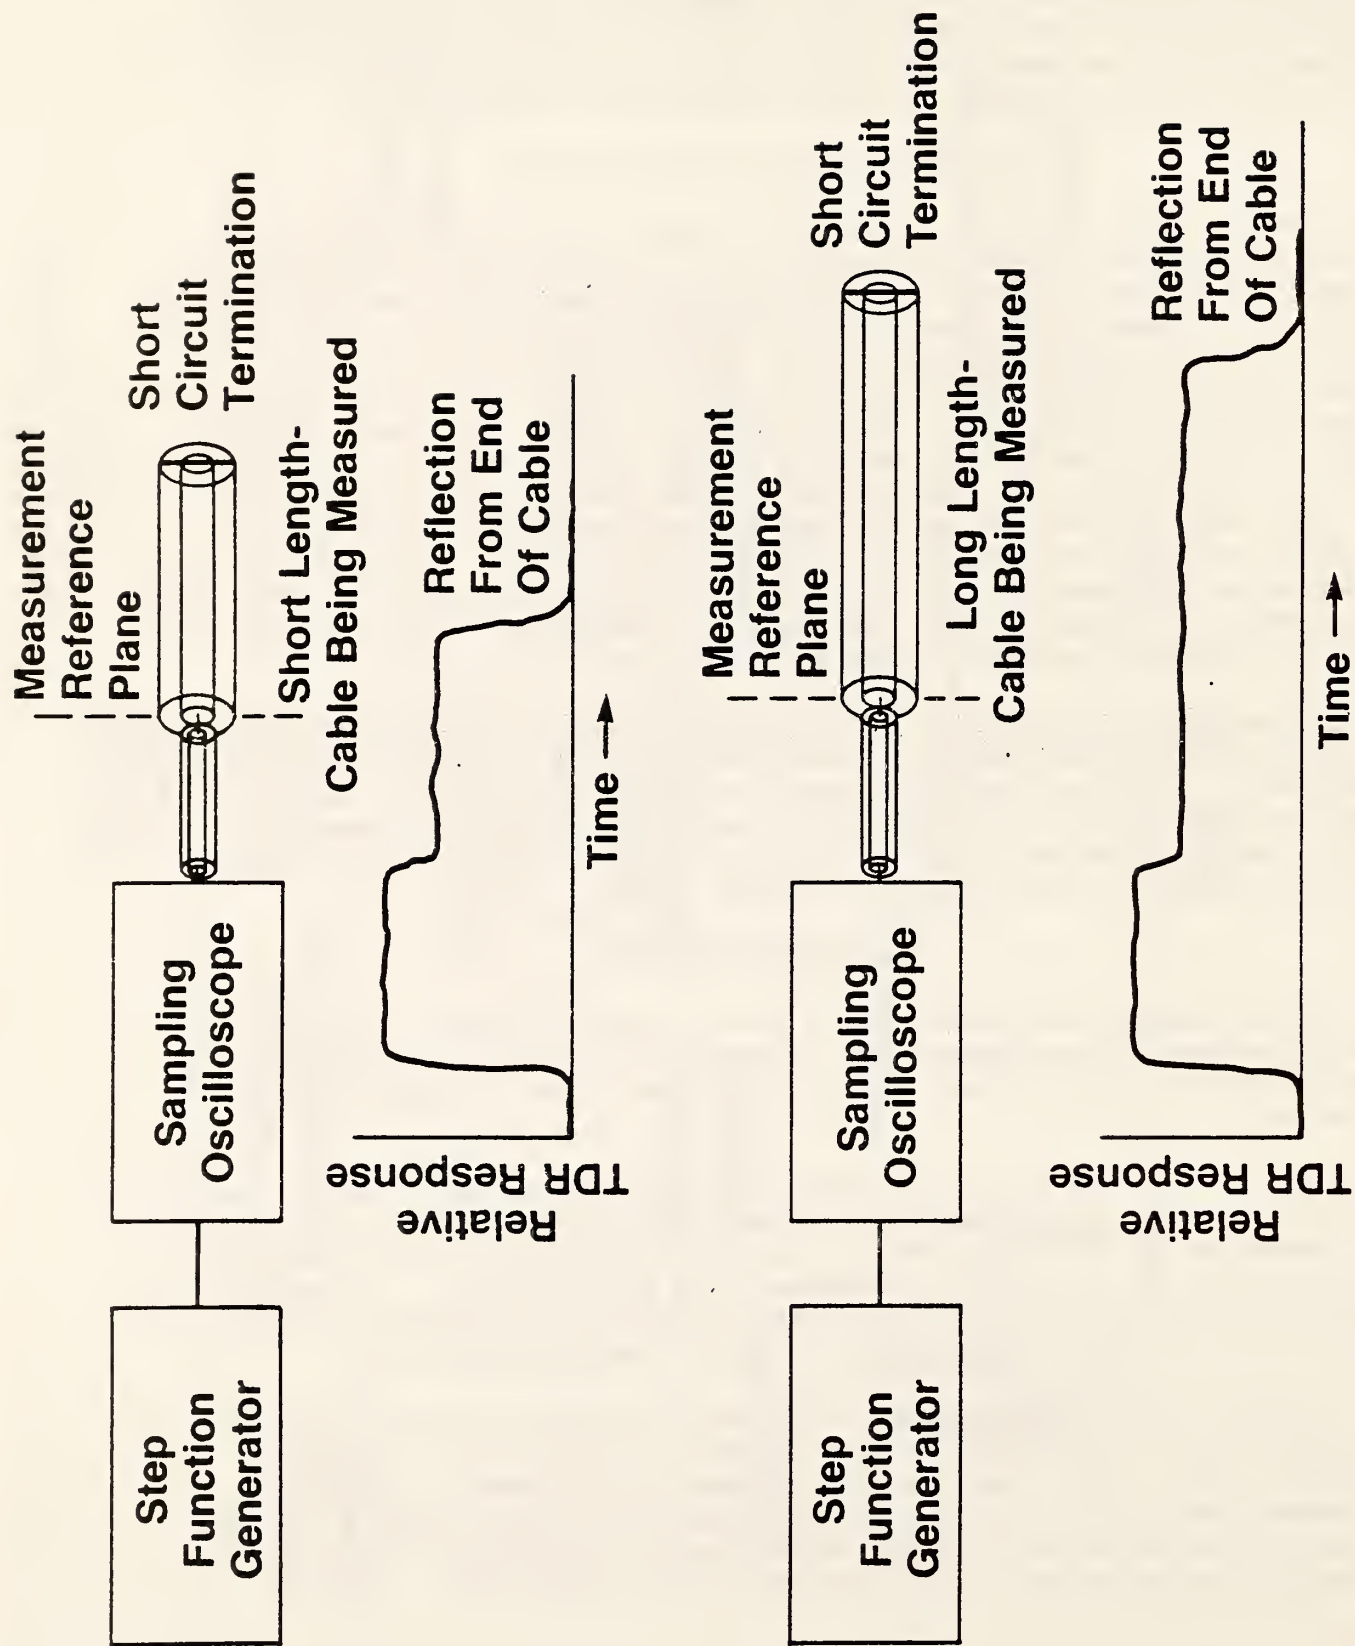 Measurement
Reference
Plane
Short
Circuit
Termination
Step
Function
Generator
Sampling
Oscilloscope
Short Length-
Cable Being Measured
Relative
TDR Response
Reflection
From End
Of Cable
Time
Measurement
Reference
Plane
Short
Circuit
Termination
Step
Function
Generator
Sampling
Oscilloscope
Long Length-
Cable Being Measured
Relative
TDR Response
Reflection
From End
Of Cable
Time